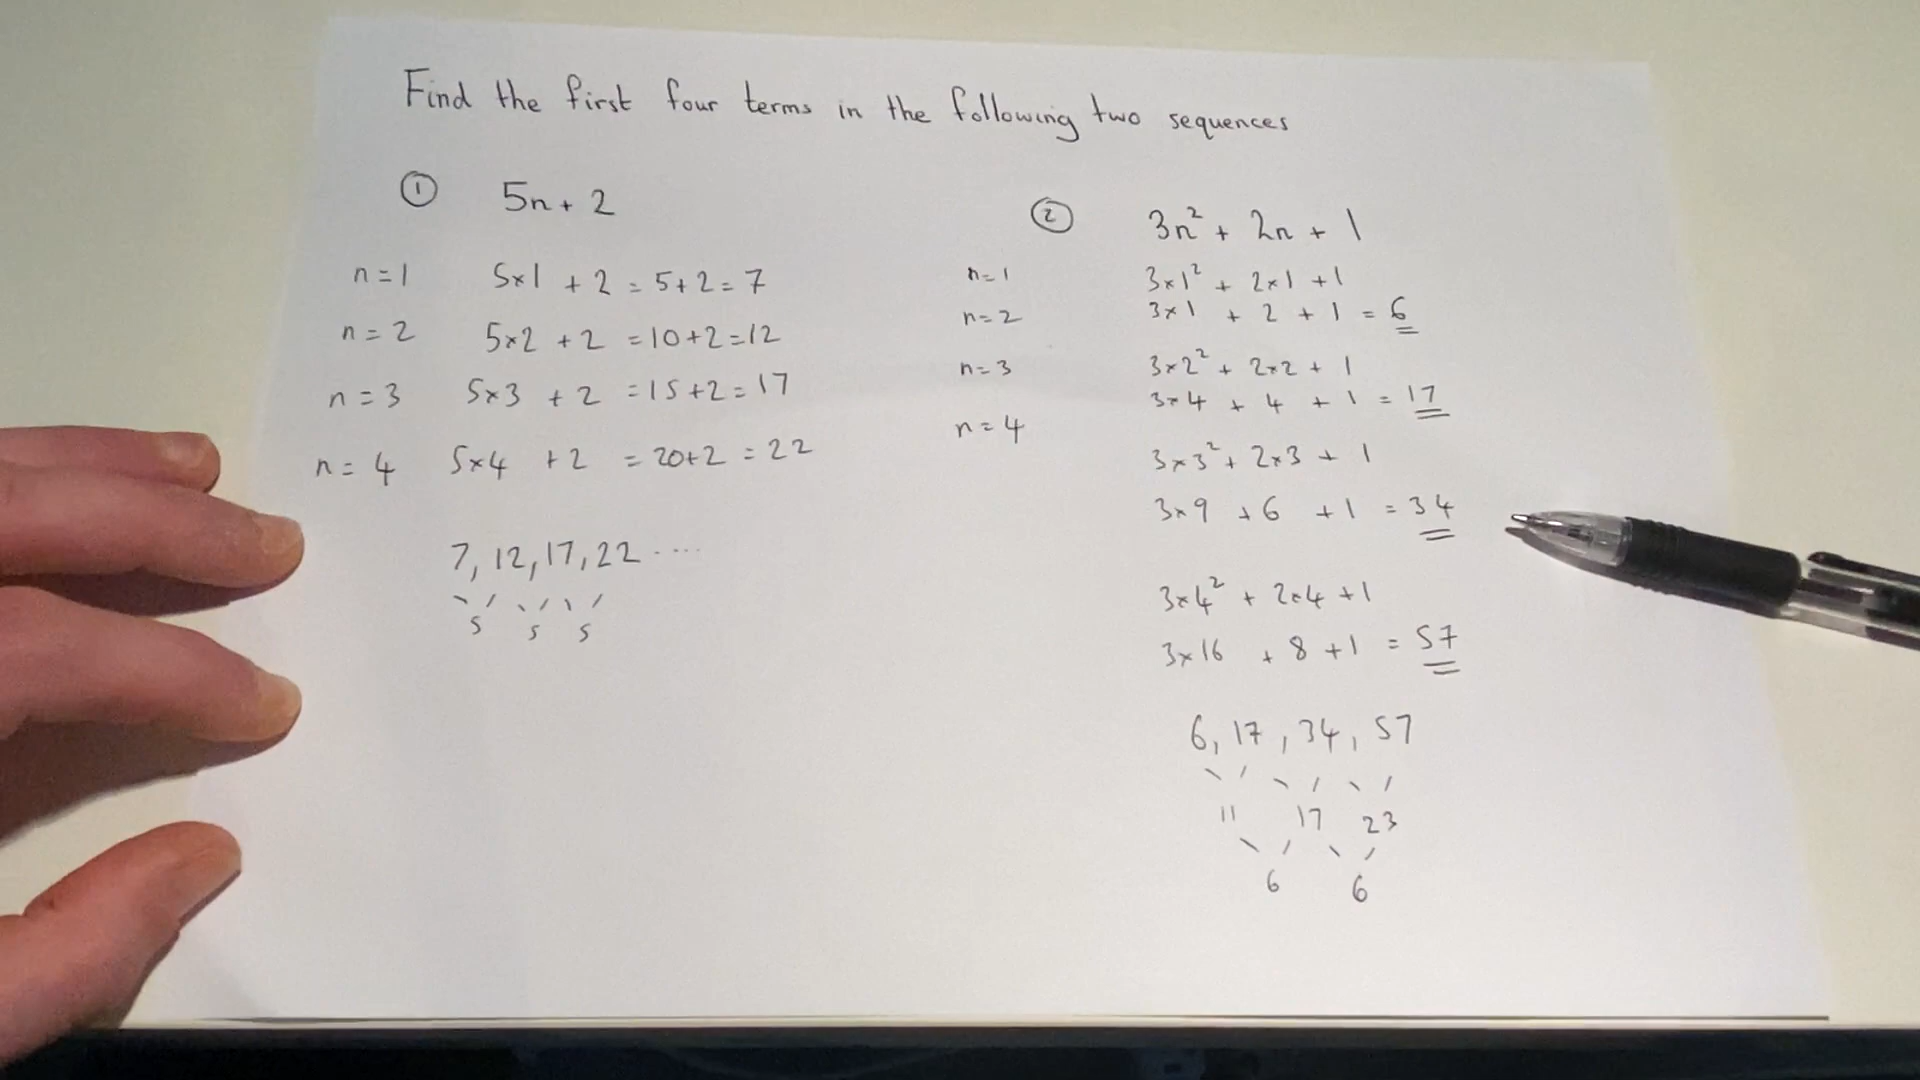 Find the first four terms in the following two sequences
① 5n + 2
n = 1 5×1 + 2 = 5+2 = 7
n = 2 5×2 + 2 = 10+2 = 12
n = 3 5×3 + 2 = 15+2 = 17
n = 4 5×4 + 2 = 20+2 = 22
7, 12, 17, 22 ....
5 5 5
② 3n² + 2n + 1
n = 1 3×1² + 2×1 + 1
n = 2 3×1 + 2 + 1 = 6
n = 3 3×2² + 2×2 + 1
3×4 + 4 + 1 = 17
n = 4
3×3² + 2×3 + 1
3×9 + 6 + 1 = 34
3×4² + 2×4 + 1
3×16 + 8 + 1 = 57
6, 17, 34, 57
11 17 23
6 6